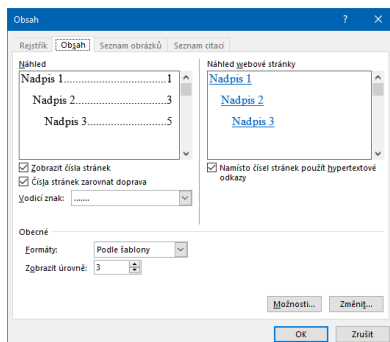 Obsah
Rejstřík Obsah Seznam obrázků Seznam citací
Náhled
Nadpis 1....................................1
Nadpis 2................................3
Nadpis 3............................5
Náhled webové stránky
Nadpis 1
Nadpis 2
Nadpis 3
Zobrazit čísla stránek
Čísla stránek zarovnat doprava
Vodicí znak: .......
Namísto čísel stránek použít hypertextové
odkazy
Obecné
Formáty: Podle šablony
Zobrazit úrovně: 3
Možnosti... Změnit...
OK Zrušit